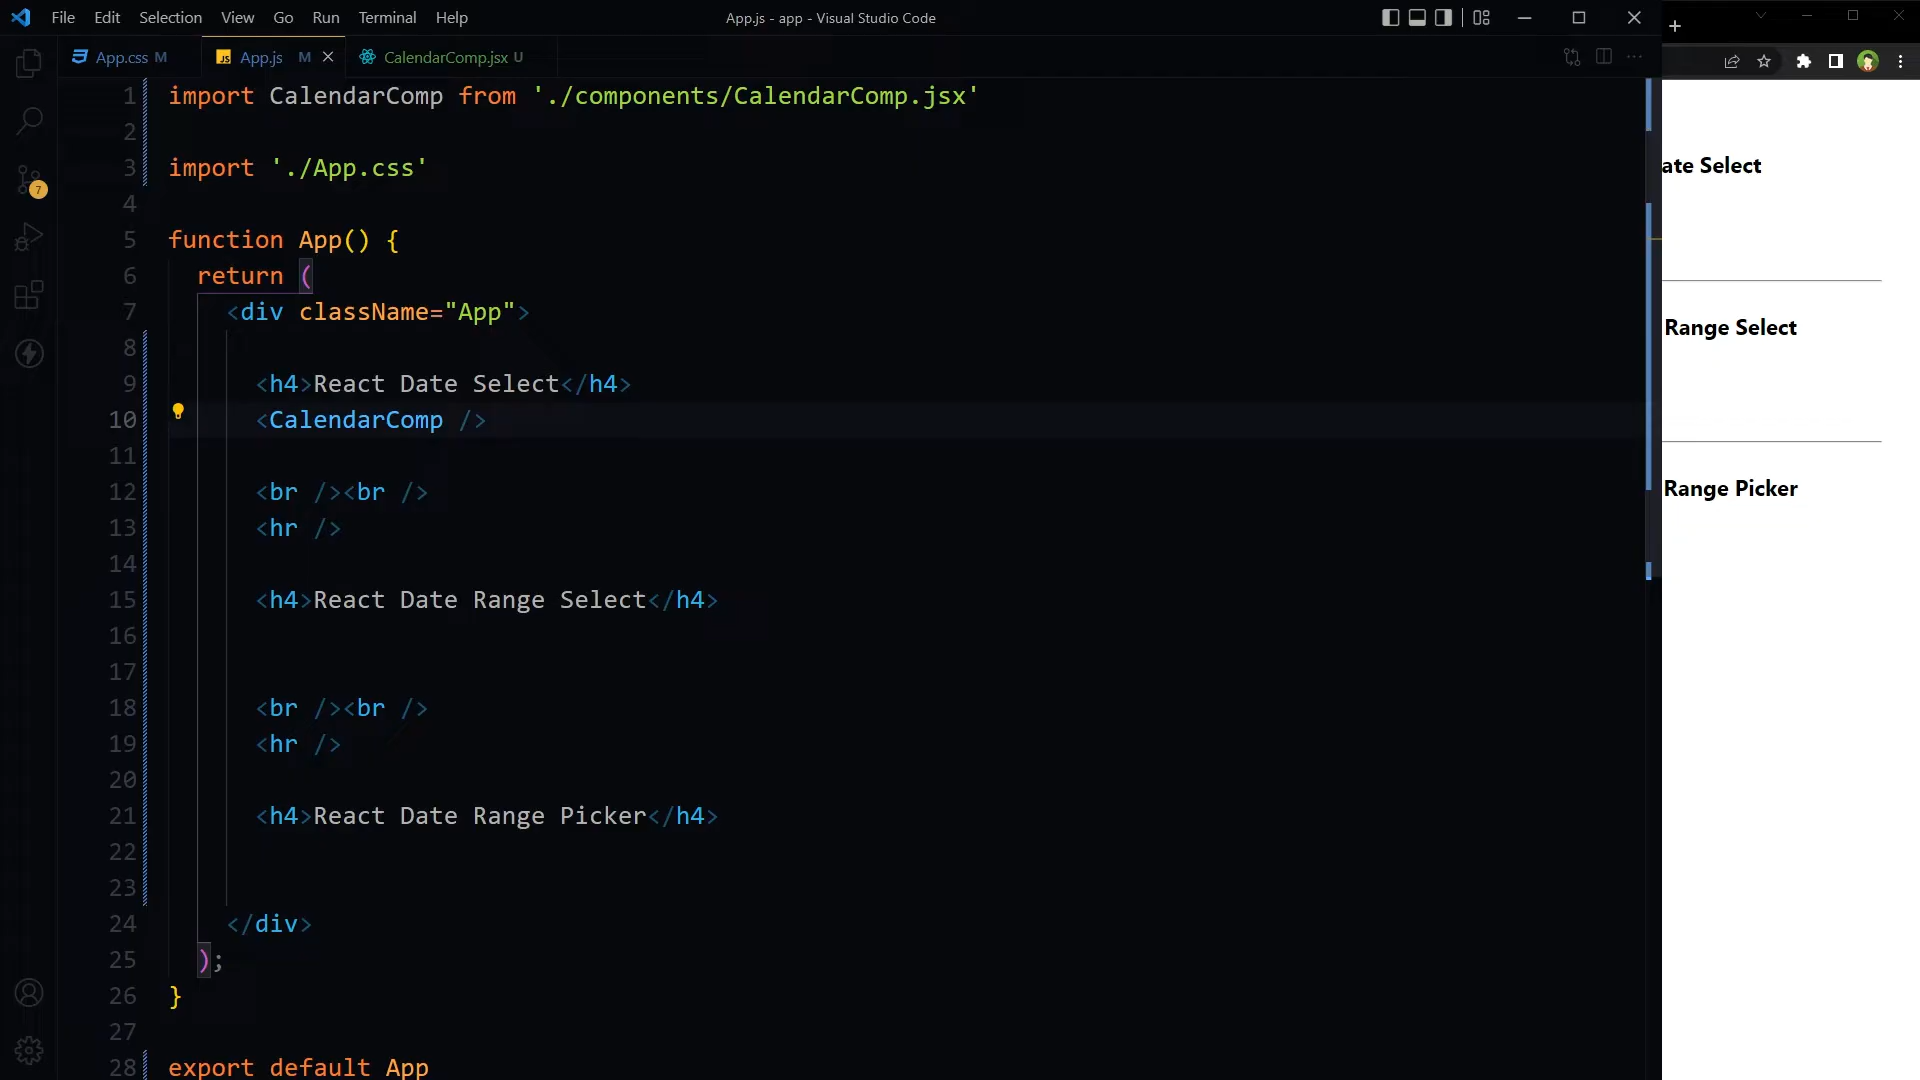 File Edit Selection View Go Run Terminal Help
App.js - app - Visual Studio Code
App.css M
App.js M
CalendarComp.jsx U
7
1 import CalendarComp from './components/CalendarComp.jsx'
2
3 import './App.css'
4
5 function App() {
6 return (
7 <div className="App">
8
9 <h4>React Date Select</h4>
10 <CalendarComp />
11
12 <br /><br />
13 <hr />
14
15 <h4>React Date Range Select</h4>
16
17
18 <br /><br />
19 <hr />
20
21 <h4>React Date Range Picker</h4>
22
23
24 </div>
25 );
26 }
27
28 export default App
ate Select
Range Select
Range Picker